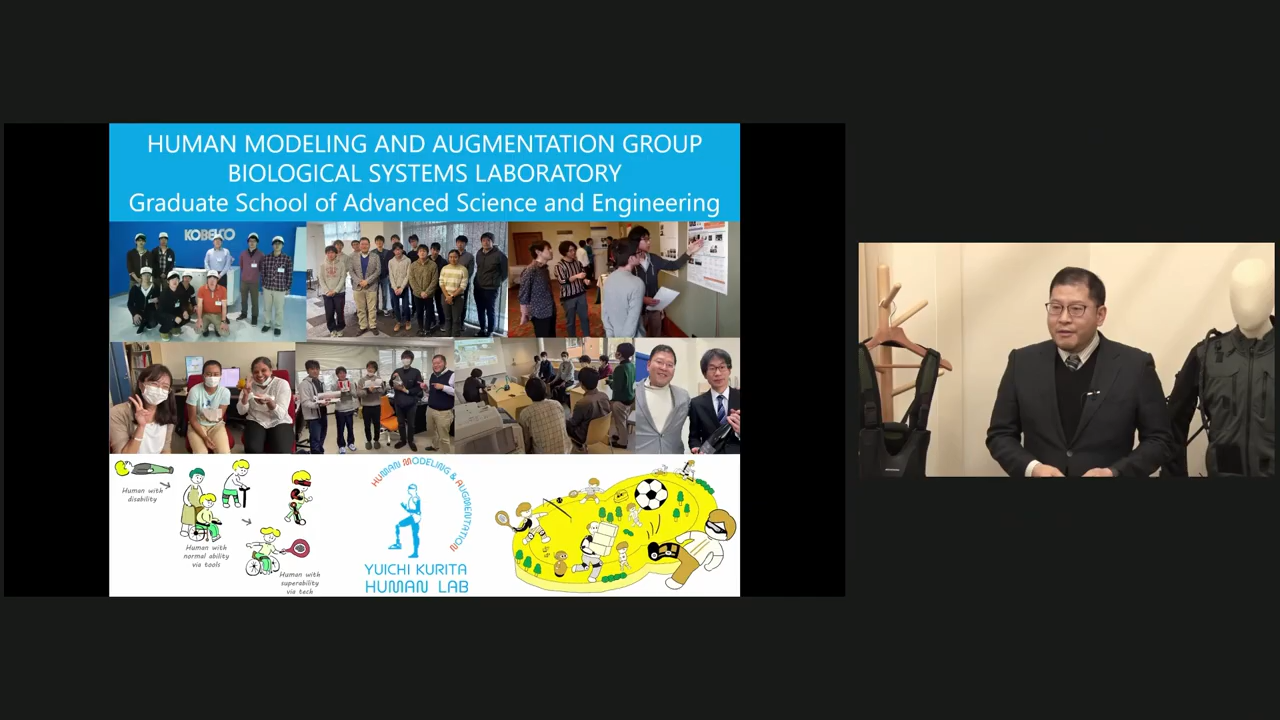 HUMAN MODELING AND AUGMENTATION GROUP
BIOLOGICAL SYSTEMS LABORATORY
Graduate School of Advanced Science and Engineering
KOBELCO
Human with
disability
Human with
normal ability
via tools
Human with
superability
via tech
HUMAN MODELING & AUGMENTATION
YUICHI KURITA
HUMAN LAB